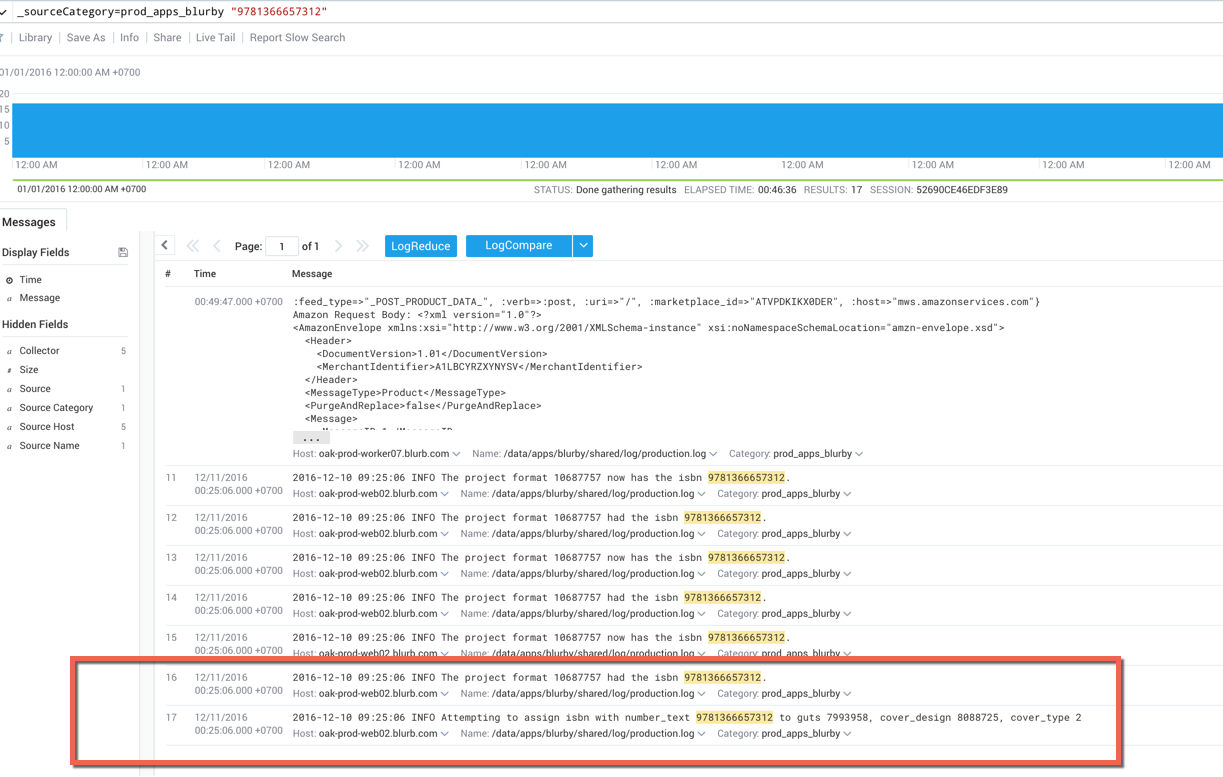 _sourceCategory=prod_apps_blurby "9781366657312"
Library Save As Info Share Live Tail Report Slow Search
01/01/2016 12:00:00 AM +0700
20
15
10
5
12:00 AM 12:00 AM 12:00 AM 12:00 AM 12:00 AM 12:00 AM 12:00 AM 12:00 AM 12:00 AM 12:00 AM
01/01/2016 12:00:00 AM +0700 STATUS: Done gathering results ELAPSED TIME: 00:46:36 RESULTS: 17 SESSION: 52690CE46EDF3E89
Messages
Display Fields
Time
Message
Hidden Fields
Collector 5
Size
Source 1
Source Category 1
Source Host 5
Source Name 1
Page: 1 of 1 LogReduce LogCompare
# Time Message
00:49:47.000 +0700 :feed_type=>"_POST_PRODUCT_DATA_", :verb=>:post, :uri=>"/", :marketplace_id=>"ATVPDKIKX0DER", :host=>"mws.amazonservices.com"}
Amazon Request Body: <?xml version="1.0"?>
<AmazonEnvelope xmlns:xsi="http://www.w3.org/2001/XMLSchema-instance" xsi:noNamespaceSchemaLocation="amzn-envelope.xsd">
<Header>
<DocumentVersion>1.01</DocumentVersion>
<MerchantIdentifier>A1LBCYRZXYNYSV</MerchantIdentifier>
</Header>
<MessageType>Product</MessageType>
<PurgeAndReplace>false</PurgeAndReplace>
<Message>
...
Host: oak-prod-worker07.blurb.com Name: /data/apps/blurby/shared/log/production.log Category: prod_apps_blurby
11 12/11/2016 2016-12-10 09:25:06 INFO The project format 10687757 now has the isbn 9781366657312.
00:25:06.000 +0700 Host: oak-prod-web02.blurb.com Name: /data/apps/blurby/shared/log/production.log Category: prod_apps_blurby
12 12/11/2016 2016-12-10 09:25:06 INFO The project format 10687757 had the isbn 9781366657312.
00:25:06.000 +0700 Host: oak-prod-web02.blurb.com Name: /data/apps/blurby/shared/log/production.log Category: prod_apps_blurby
13 12/11/2016 2016-12-10 09:25:06 INFO The project format 10687757 now has the isbn 9781366657312.
00:25:06.000 +0700 Host: oak-prod-web02.blurb.com Name: /data/apps/blurby/shared/log/production.log Category: prod_apps_blurby
14 12/11/2016 2016-12-10 09:25:06 INFO The project format 10687757 had the isbn 9781366657312.
00:25:06.000 +0700 Host: oak-prod-web02.blurb.com Name: /data/apps/blurby/shared/log/production.log Category: prod_apps_blurby
15 12/11/2016 2016-12-10 09:25:06 INFO The project format 10687757 now has the isbn 9781366657312.
00:25:06.000 +0700 Host: oak-prod-web02.blurb.com Name: /data/apps/blurby/shared/log/production.log Category: prod_apps_blurby
16 12/11/2016 2016-12-10 09:25:06 INFO The project format 10687757 had the isbn 9781366657312.
00:25:06.000 +0700 Host: oak-prod-web02.blurb.com Name: /data/apps/blurby/shared/log/production.log Category: prod_apps_blurby
17 12/11/2016 2016-12-10 09:25:06 INFO Attempting to assign isbn with number_text 9781366657312 to guts 7993958, cover_design 8088725, cover_type 2
00:25:06.000 +0700 Host: oak-prod-web02.blurb.com Name: /data/apps/blurby/shared/log/production.log Category: prod_apps_blurby